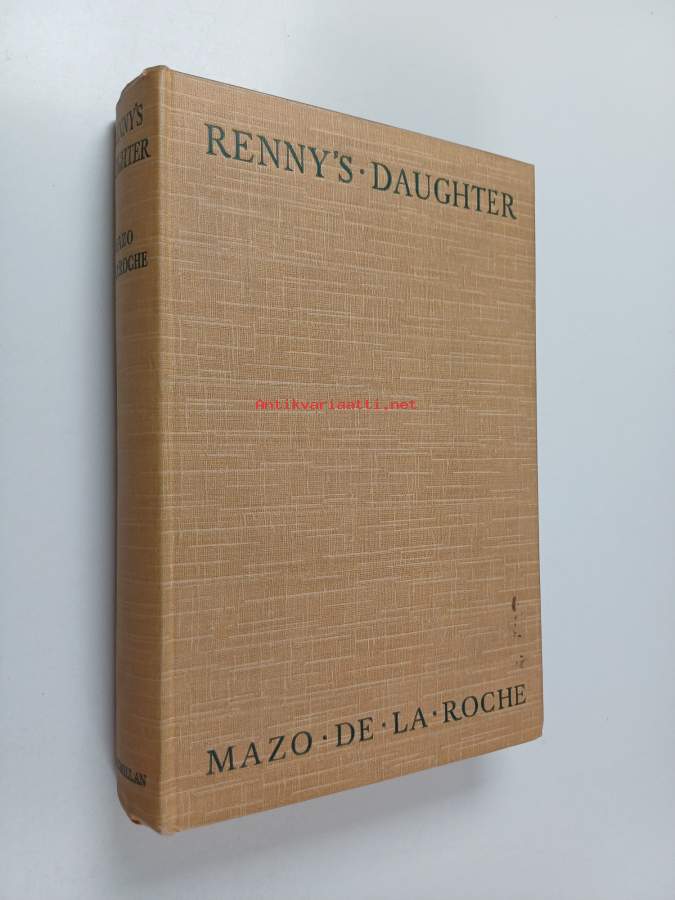 RENNY'S · DAUGHTER
MAZO · DE · LA · ROCHE
Antikvariaatti.net